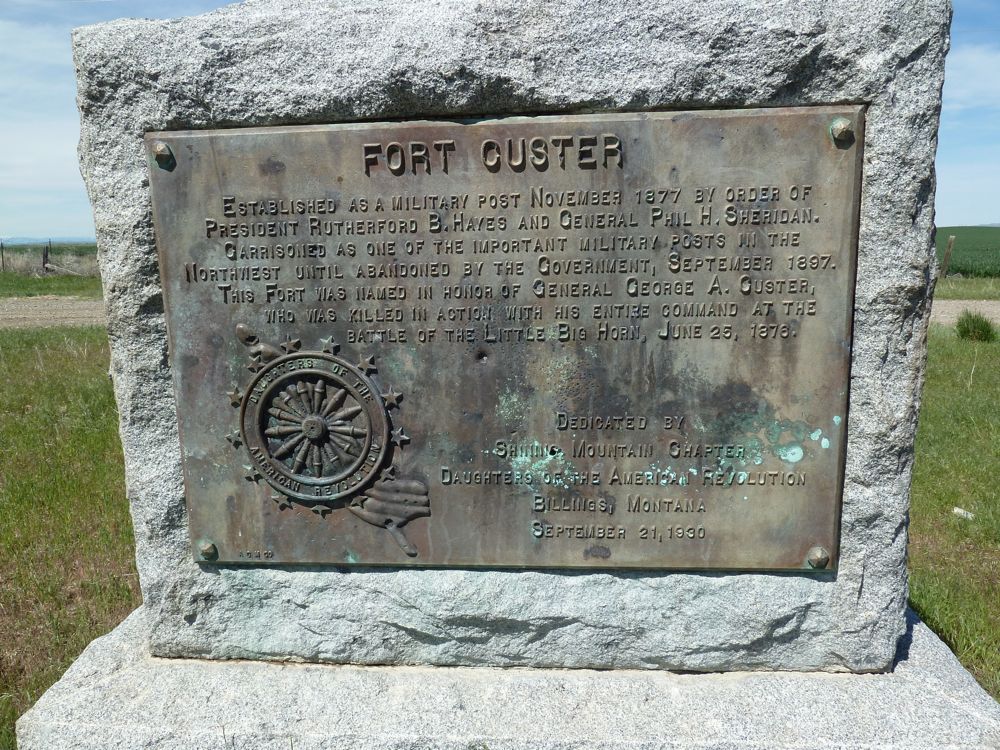 FORT CUSTER
ESTABLISHED AS A MILITARY POST NOVEMBER 1877 BY ORDER OF
PRESIDENT RUTHERFORD B. HAYES AND GENERAL PHIL H. SHERIDAN.
GARRISONED AS ONE OF THE IMPORTANT MILITARY POSTS IN THE
NORTHWEST UNTIL ABANDONED BY THE GOVERNMENT, SEPTEMBER 1897.
THIS FORT WAS NAMED IN HONOR OF GENERAL GEORGE A. CUSTER,
WHO WAS KILLED IN ACTION WITH HIS ENTIRE COMMAND AT THE
BATTLE OF THE LITTLE BIG HORN, JUNE 25, 1876.
DAUGHTERS OF THE
AMERICAN REVOLUTION
DEDICATED BY
SHINING MOUNTAIN CHAPTER
DAUGHTERS OF THE AMERICAN REVOLUTION
BILLINGS, MONTANA
SEPTEMBER 21, 1930
A C M CO